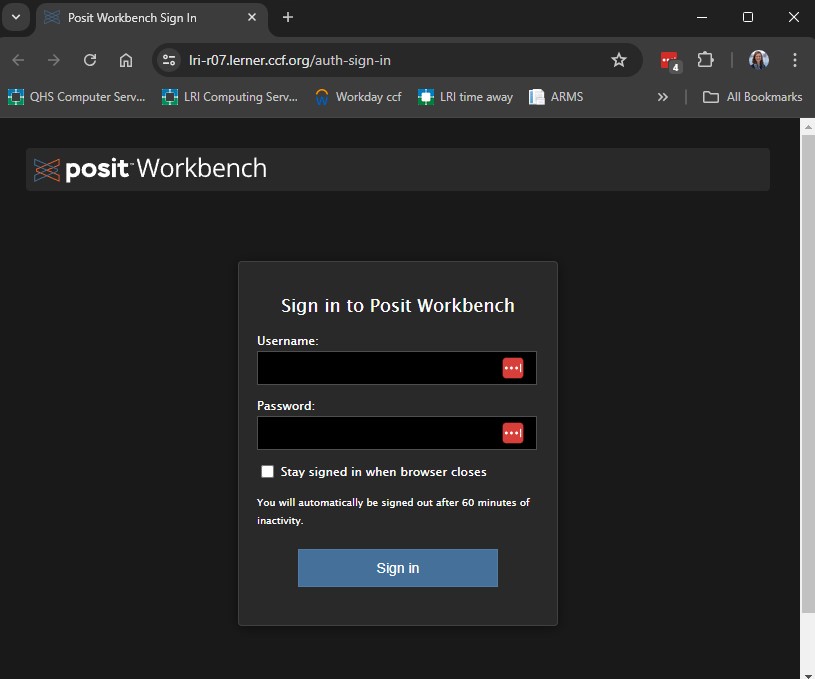 Posit Workbench Sign In
lri-r07.lerner.ccf.org/auth-sign-in
4
QHS Computer Serv...
LRI Computing Serv...
Workday ccf
LRI time away
ARMS
All Bookmarks
posit™ Workbench
Sign in to Posit Workbench
Username:
Password:
Stay signed in when browser closes
You will automatically be signed out after 60 minutes of
inactivity.
Sign in